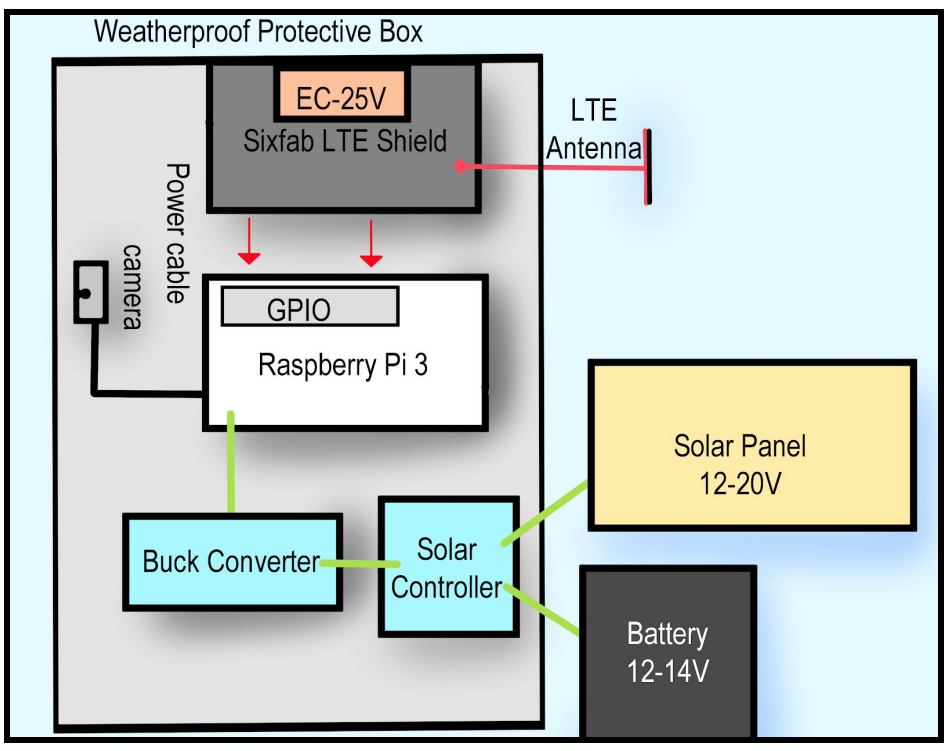 Weatherproof Protective Box
EC-25V
Sixfab LTE Shield
LTE
Antenna
Power cable
camera
GPIO
Raspberry Pi 3
Solar Panel
12-20V
Buck Converter
Solar
Controller
Battery
12-14V